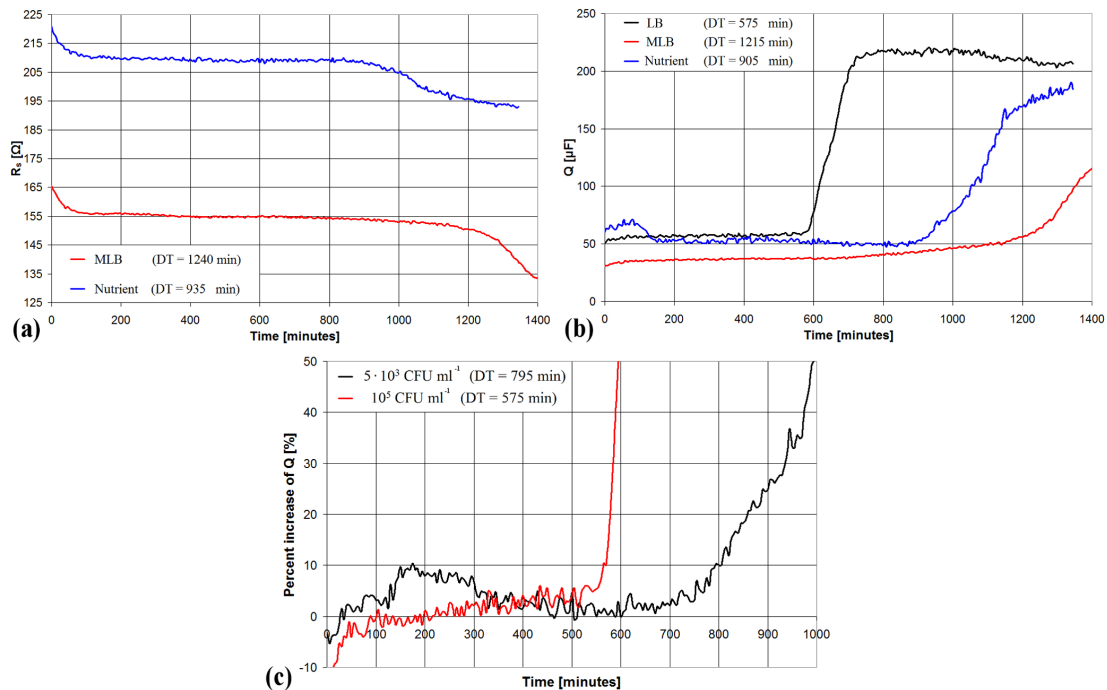 225
215
205
195
185
175
165
155
145
135
125
Rs [Ω]
0 200 400 600 800 1000 1200 1400
Time [minutes]
MLB (DT = 1240 min)
Nutrient (DT = 935 min)
(a)
250
200
150
100
50
0
Q [µF]
0 200 400 600 800 1000 1200 1400
Time [minutes]
LB (DT = 575 min)
MLB (DT = 1215 min)
Nutrient (DT = 905 min)
(b)
50
40
30
20
10
0
-10
Percent increase of Q [%]
5·10³ CFU ml⁻¹ (DT = 795 min)
10⁵ CFU ml⁻¹ (DT = 575 min)
0 100 200 300 400 500 600 700 800 900 1000
Time [minutes]
(c)